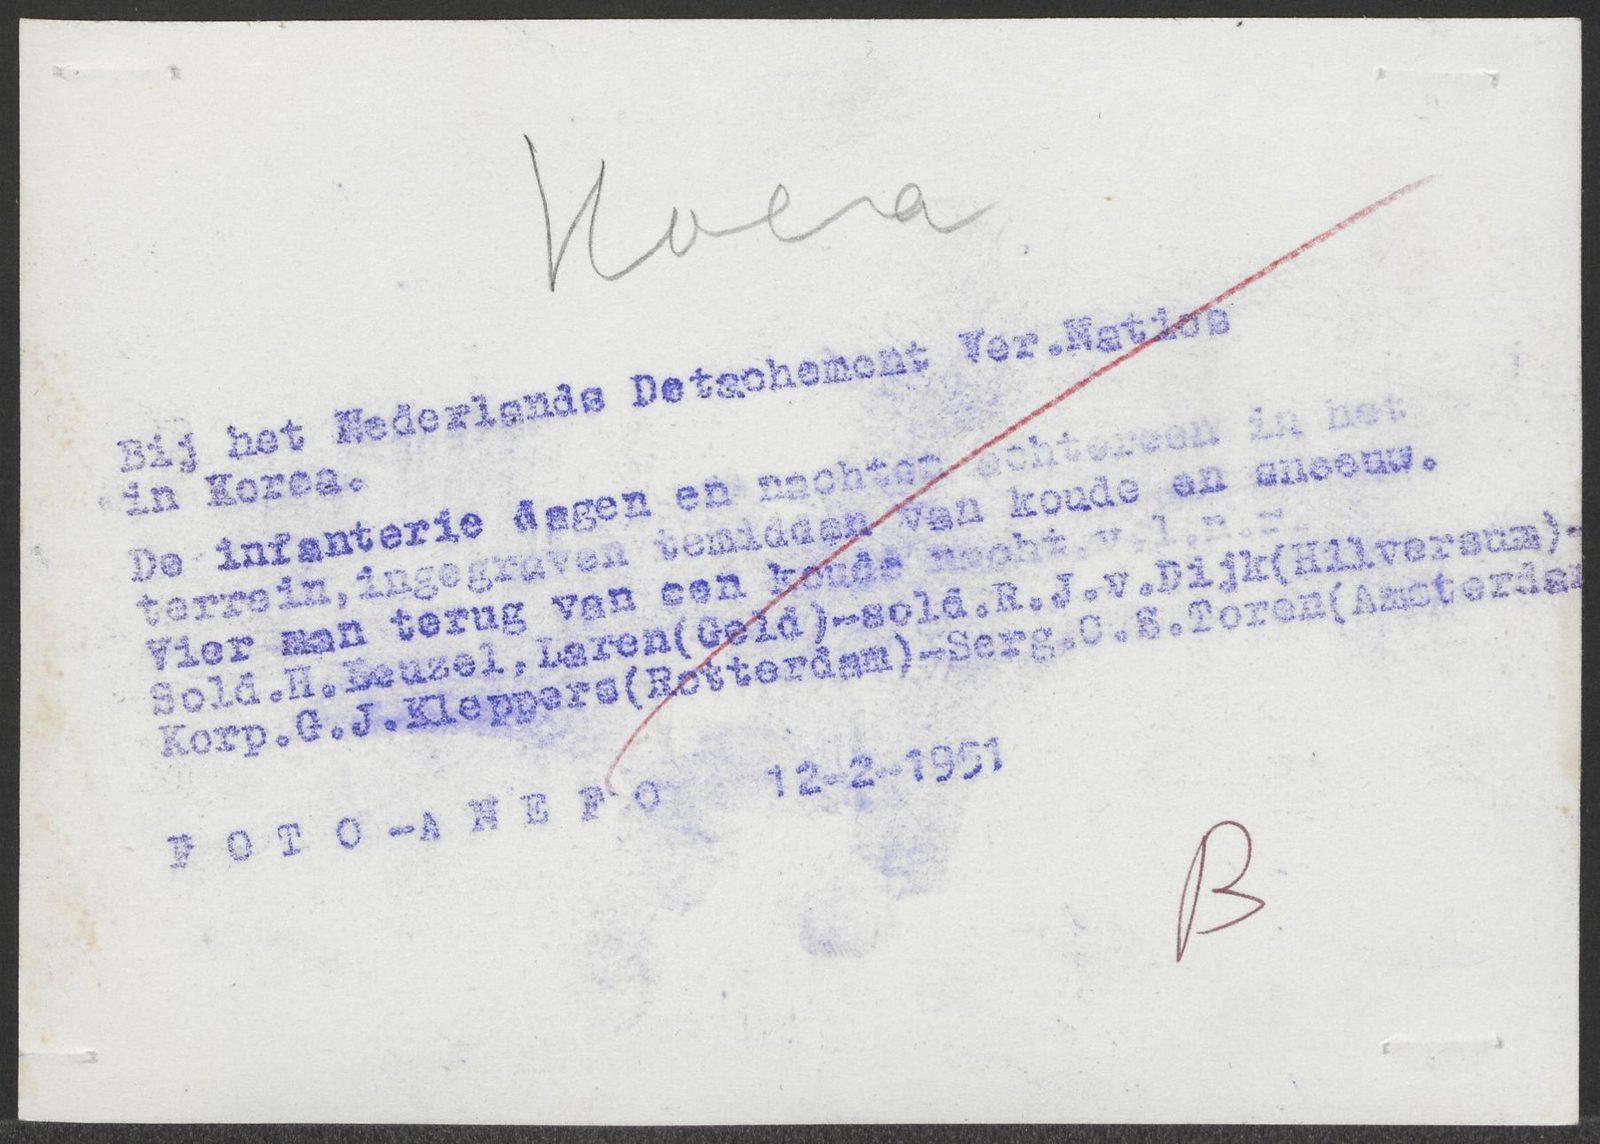 Korea
Bij het Nederlands Detachement Ver.Naties
in Korea.
De infanterie dagen en nachten achtereen in het
terrein,ingegraven temidden van koude en sneeuw.
Vier man terug van een koude nacht.v.l.n.r.
Sold.H.Beuzel,Laren(Geld)-sold.R.J.v.Dijk(Hilversum)-
Korp.G.J.Kleppers(Rotterdam)-Serg.C.S.Toren(Amsterdam
F O T O -A N E F O 12-2-1951
B